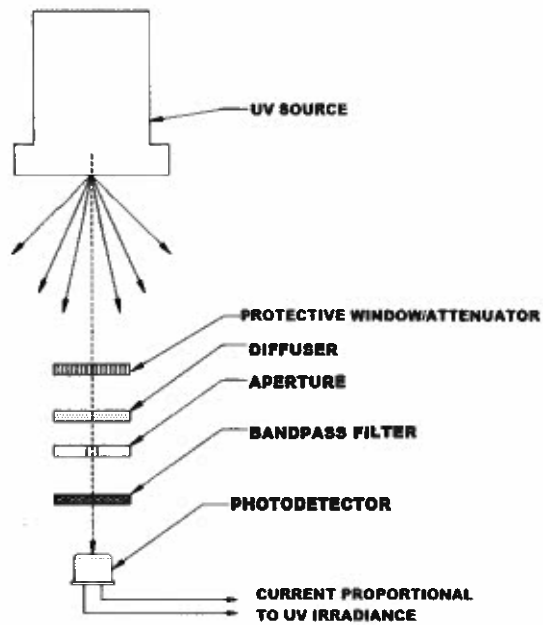 UV SOURCE
PROTECTIVE WINDOW/ATTENUATOR
DIFFUSER
APERTURE
BANDPASS FILTER
PHOTODETECTOR
CURRENT PROPORTIONAL
TO UV IRRADIANCE